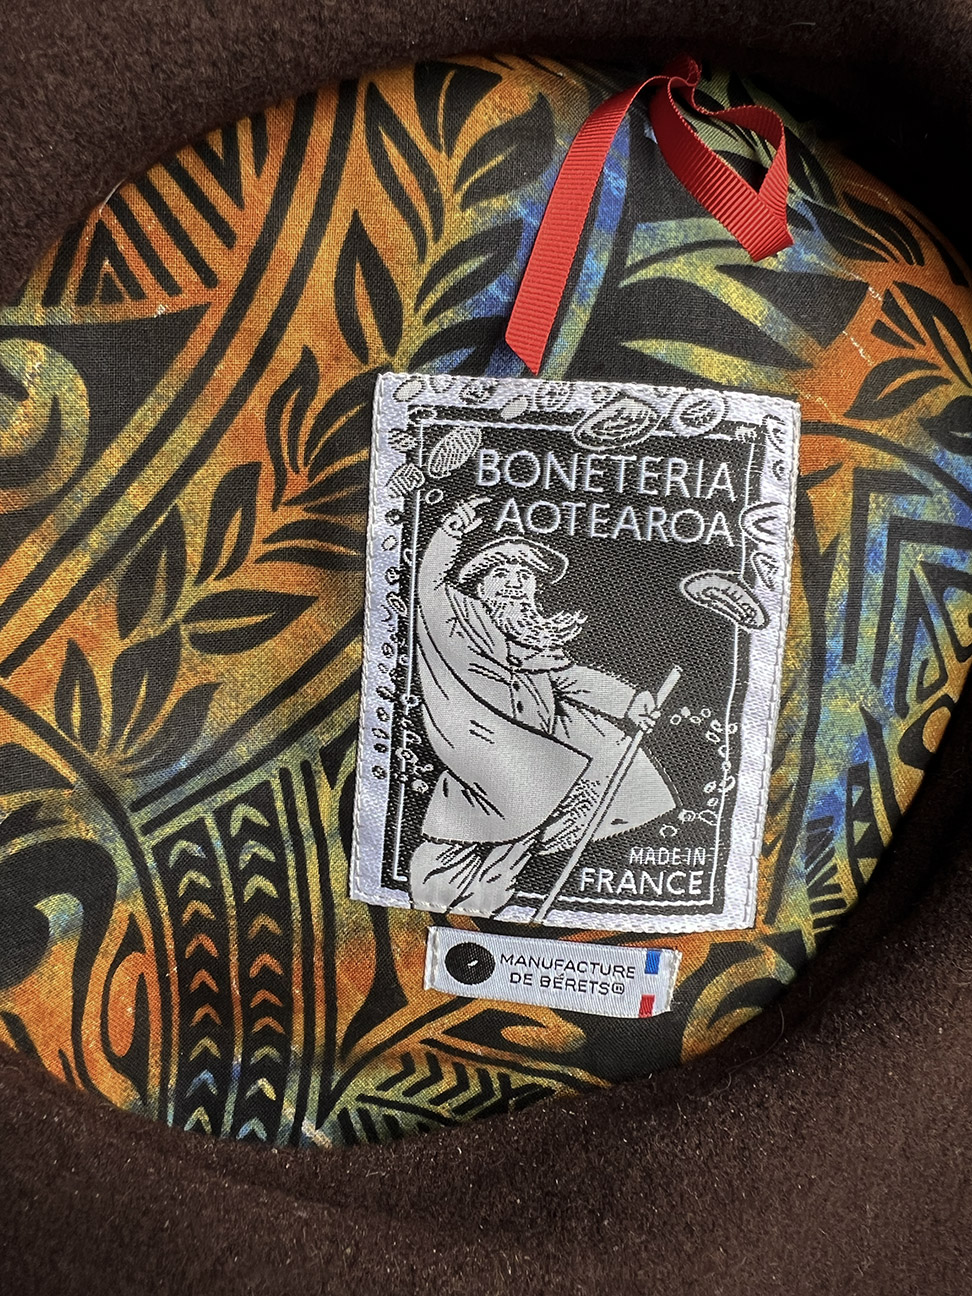 BONETERIA
AOTEAROA
MADE IN
FRANCE
MANUFACTURE
DE BÉRETS®